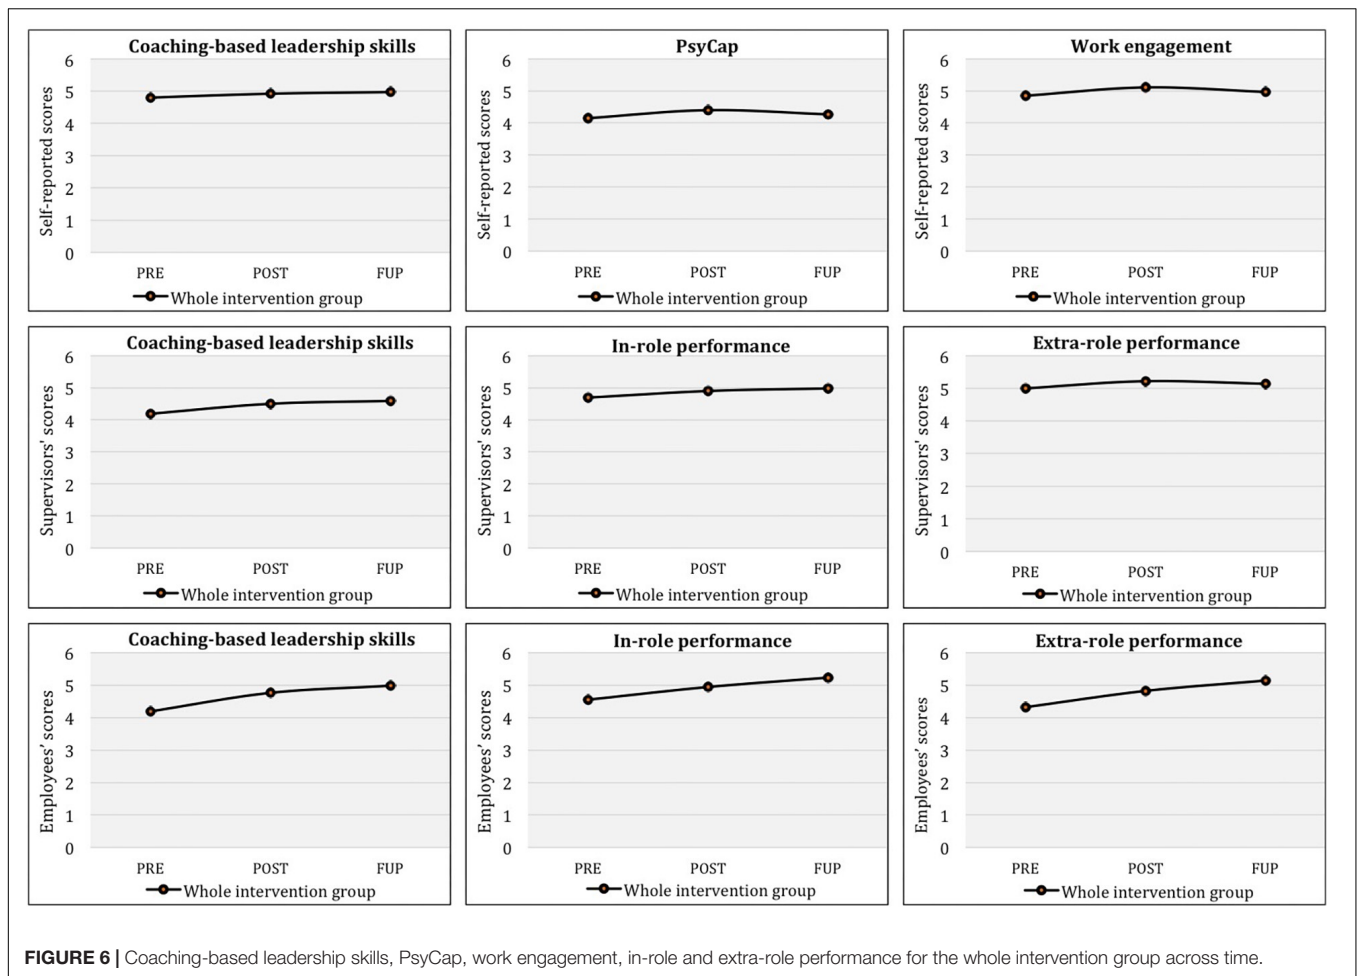 Coaching-based leadership skills
6
5
4
3
2
1
0
Self-reported scores
PRE POST FUP
Whole intervention group
PsyCap
6
5
4
3
2
1
0
Self-reported scores
PRE POST FUP
Whole intervention group
Work engagement
6
5
4
3
2
1
0
Self-reported scores
PRE POST FUP
Whole intervention group
Coaching-based leadership skills
6
5
4
3
2
1
0
Supervisors' scores
PRE POST FUP
Whole intervention group
In-role performance
6
5
4
3
2
1
0
Supervisors' scores
PRE POST FUP
Whole intervention group
Extra-role performance
6
5
4
3
2
1
0
Supervisors' scores
PRE POST FUP
Whole intervention group
Coaching-based leadership skills
6
5
4
3
2
1
0
Employees' scores
PRE POST FUP
Whole intervention group
In-role performance
6
5
4
3
2
1
0
Employees' scores
PRE POST FUP
Whole intervention group
Extra-role performance
6
5
4
3
2
1
0
Employees' scores
PRE POST FUP
Whole intervention group
FIGURE 6 | Coaching-based leadership skills, PsyCap, work engagement, in-role and extra-role performance for the whole intervention group across time.